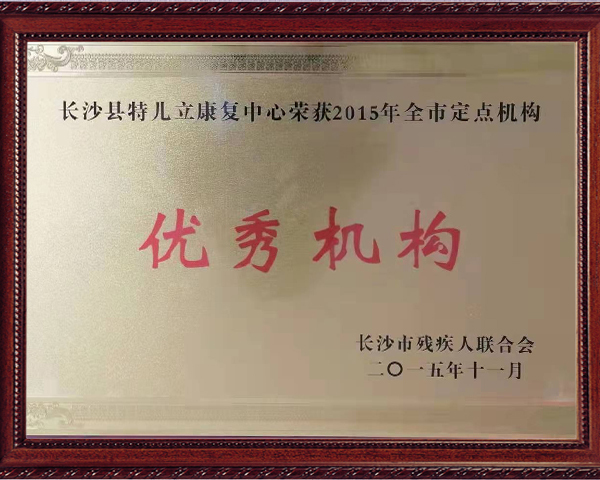 长沙县特儿立康复中心荣获2015年全市定点机构
优秀机构
长沙市残疾人联合会
二〇一五年十一月